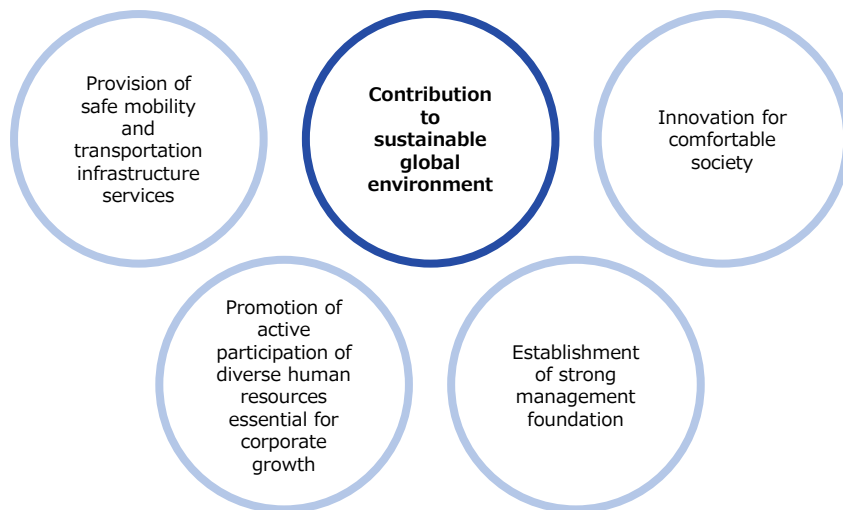 Provision of
safe mobility
and
transportation
infrastructure
services
Contribution
to
sustainable
global
environment
Innovation for
comfortable
society
Promotion of
active
participation of
diverse human
resources
essential for
corporate
growth
Establishment
of strong
management
foundation